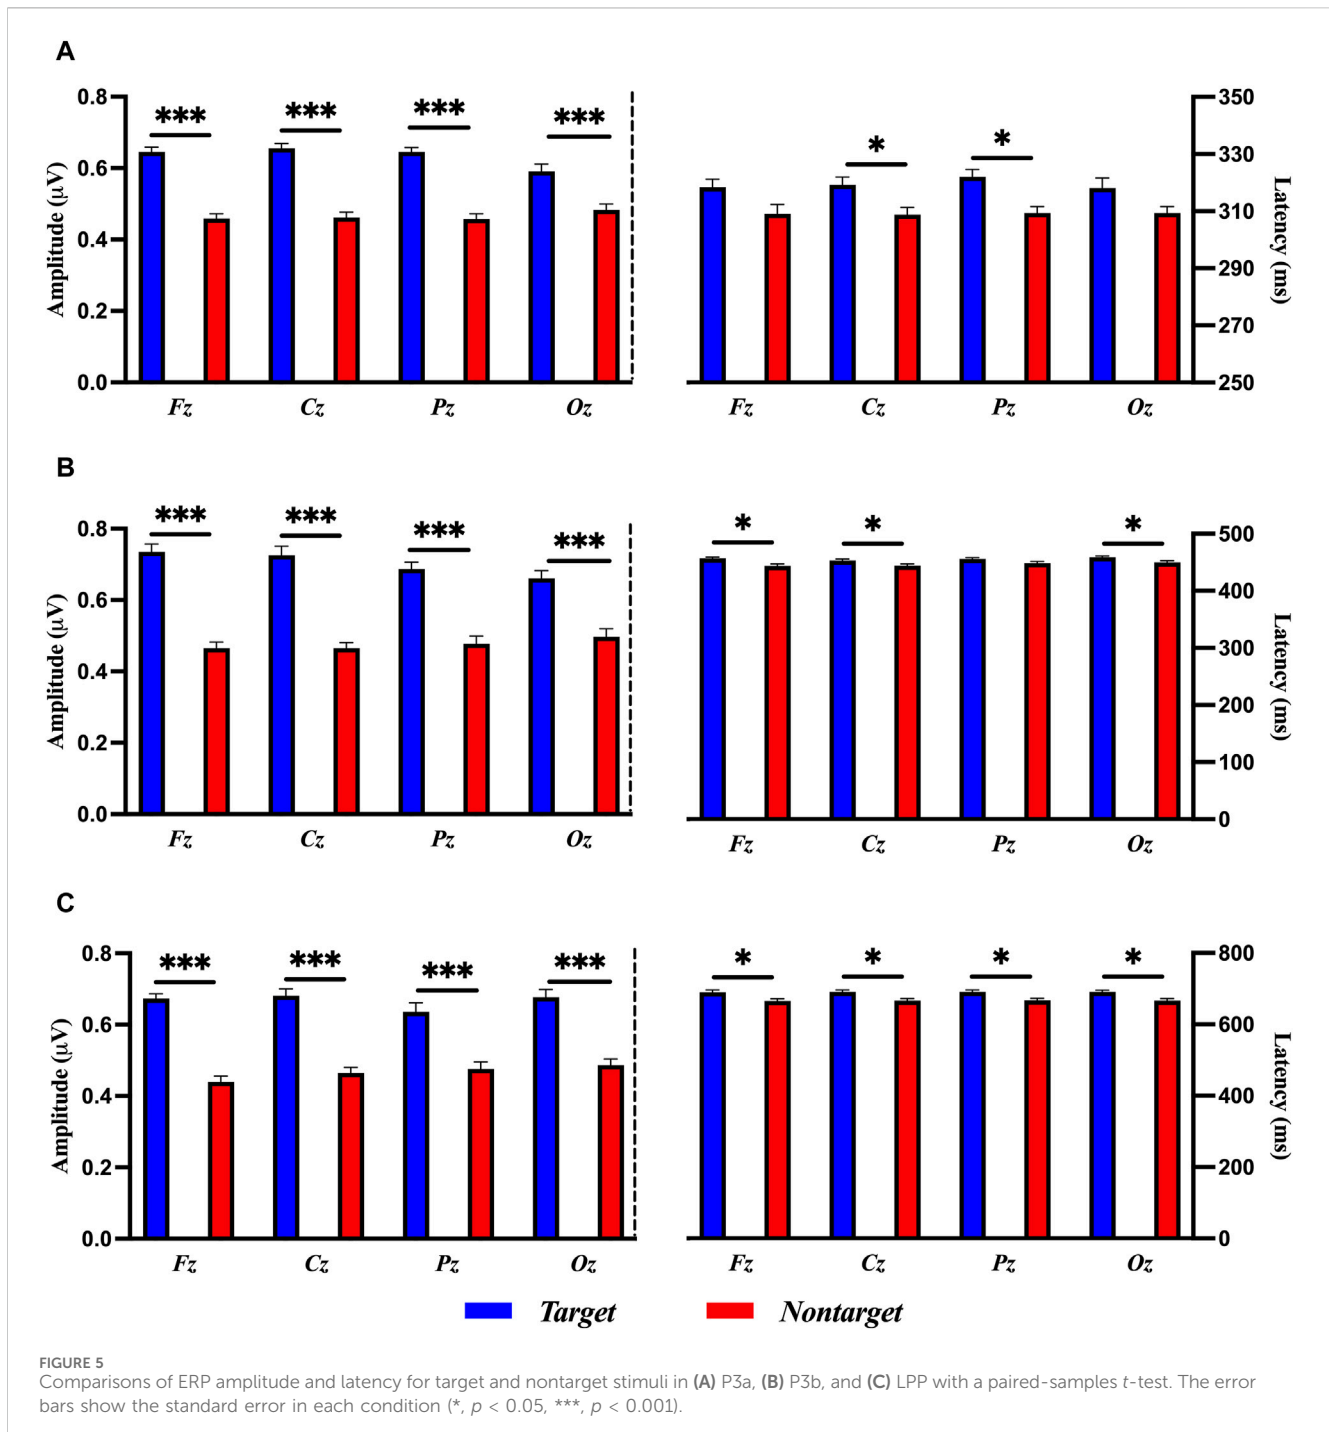 A
0.8
0.6
0.4
0.2
0.0
Amplitude (μV)
*** *** *** ***
Fz Cz Pz Oz
* *
350
330
310
290
270
250
Latency (ms)
Fz Cz Pz Oz
B
0.8
0.6
0.4
0.2
0.0
Amplitude (μV)
*** *** *** ***
Fz Cz Pz Oz
* * *
500
400
300
200
100
0
Latency (ms)
Fz Cz Pz Oz
C
0.8
0.6
0.4
0.2
0.0
Amplitude (μV)
*** *** *** ***
Fz Cz Pz Oz
* * * *
800
600
400
200
0
Latency (ms)
Fz Cz Pz Oz
Target Nontarget
FIGURE 5
Comparisons of ERP amplitude and latency for target and nontarget stimuli in (A) P3a, (B) P3b, and (C) LPP with a paired-samples t-test. The error
bars show the standard error in each condition (*, p < 0.05, ***, p < 0.001).